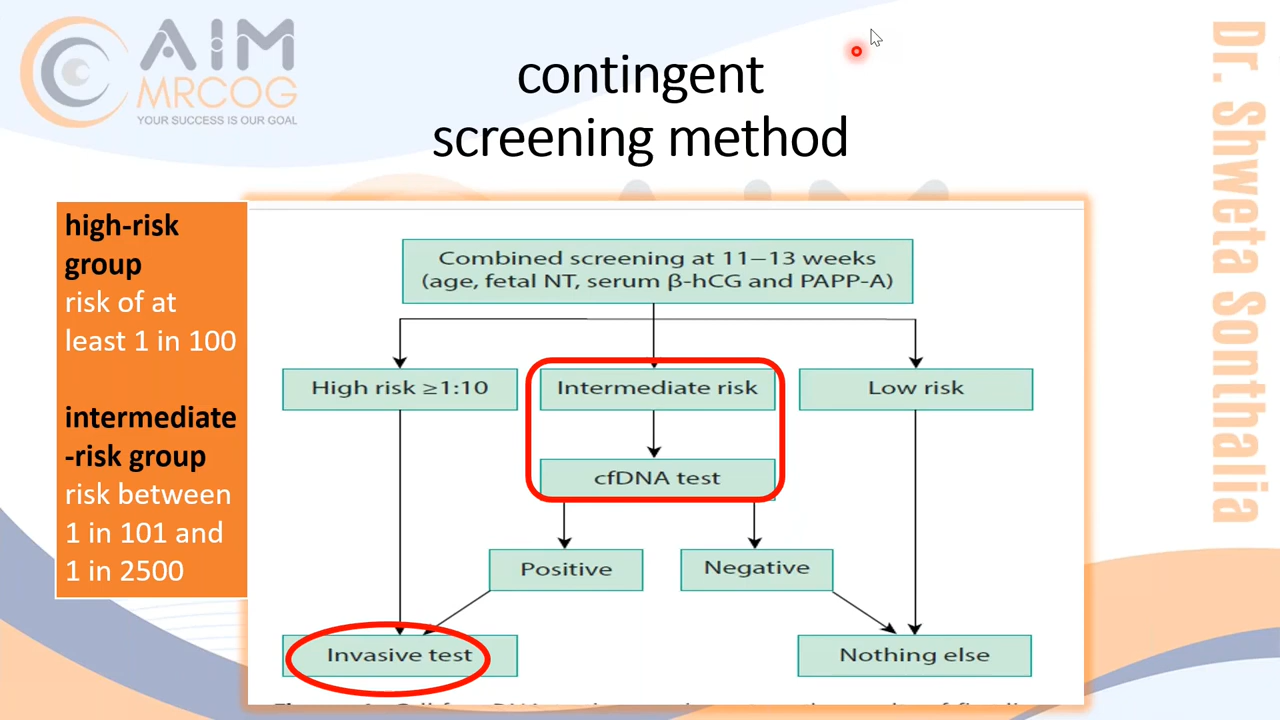 AIM
MRCOG
YOUR SUCCESS IS OUR GOAL
contingent
screening method
Dr. Shweta Sonthalia
high-risk
group
risk of at
least 1 in 100
intermediate
-risk group
risk between
1 in 101 and
1 in 2500
Combined screening at 11–13 weeks
(age, fetal NT, serum β-hCG and PAPP-A)
High risk ≥1:10
Intermediate risk
Low risk
cfDNA test
Positive
Negative
Invasive test
Nothing else